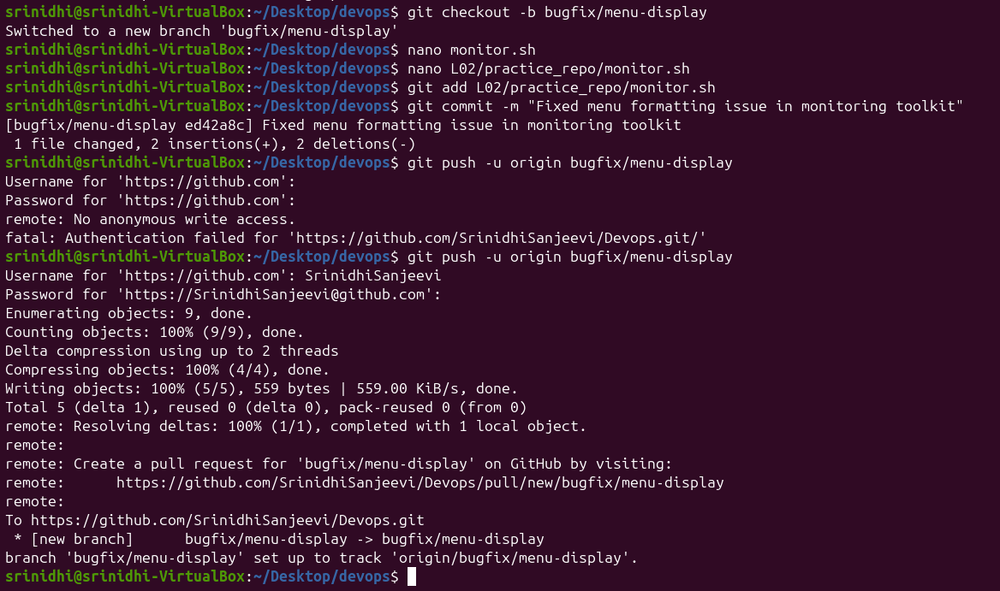 srinidhi@srinidhi-VirtualBox:~/Desktop/devops$ git checkout -b bugfix/menu-display
Switched to a new branch 'bugfix/menu-display'
srinidhi@srinidhi-VirtualBox:~/Desktop/devops$ nano monitor.sh
srinidhi@srinidhi-VirtualBox:~/Desktop/devops$ nano L02/practice_repo/monitor.sh
srinidhi@srinidhi-VirtualBox:~/Desktop/devops$ git add L02/practice_repo/monitor.sh
srinidhi@srinidhi-VirtualBox:~/Desktop/devops$ git commit -m "Fixed menu formatting issue in monitoring toolkit"
[bugfix/menu-display ed42a8c] Fixed menu formatting issue in monitoring toolkit
 1 file changed, 2 insertions(+), 2 deletions(-)
srinidhi@srinidhi-VirtualBox:~/Desktop/devops$ git push -u origin bugfix/menu-display
Username for 'https://github.com':
Password for 'https://github.com':
remote: No anonymous write access.
fatal: Authentication failed for 'https://github.com/SrinidhiSanjeevi/Devops.git/'
srinidhi@srinidhi-VirtualBox:~/Desktop/devops$ git push -u origin bugfix/menu-display
Username for 'https://github.com': SrinidhiSanjeevi
Password for 'https://SrinidhiSanjeevi@github.com':
Enumerating objects: 9, done.
Counting objects: 100% (9/9), done.
Delta compression using up to 2 threads
Compressing objects: 100% (4/4), done.
Writing objects: 100% (5/5), 559 bytes | 559.00 KiB/s, done.
Total 5 (delta 1), reused 0 (delta 0), pack-reused 0 (from 0)
remote: Resolving deltas: 100% (1/1), completed with 1 local object.
remote:
remote: Create a pull request for 'bugfix/menu-display' on GitHub by visiting:
remote:      https://github.com/SrinidhiSanjeevi/Devops/pull/new/bugfix/menu-display
remote:
To https://github.com/SrinidhiSanjeevi/Devops.git
 * [new branch]      bugfix/menu-display -> bugfix/menu-display
branch 'bugfix/menu-display' set up to track 'origin/bugfix/menu-display'.
srinidhi@srinidhi-VirtualBox:~/Desktop/devops$